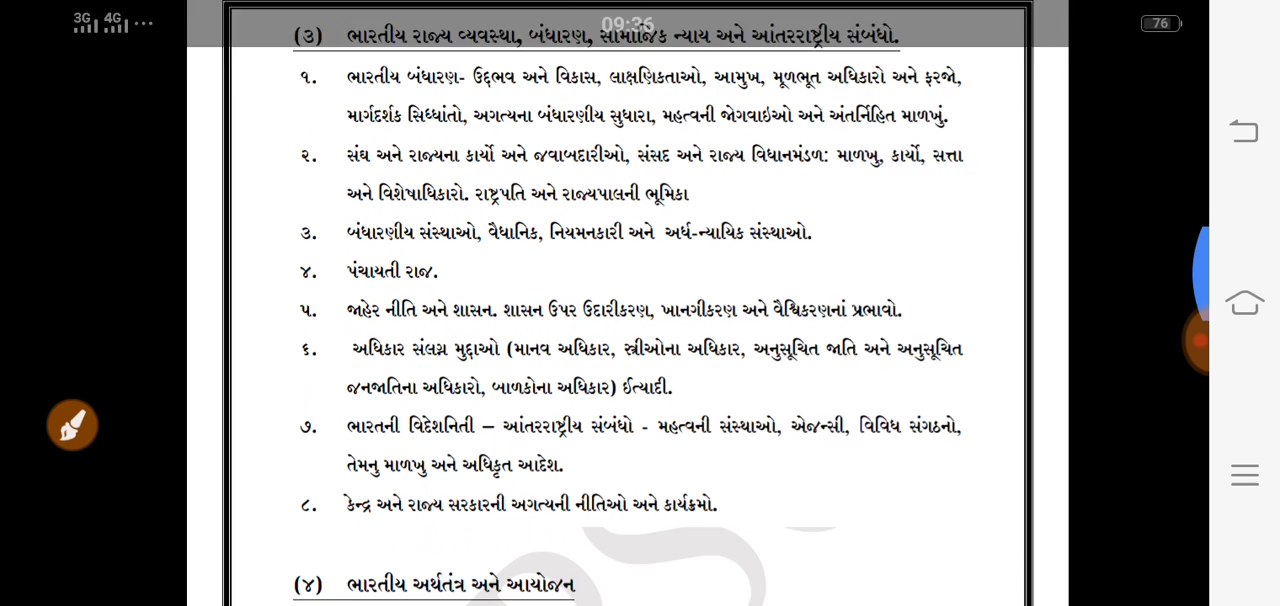 3G 4G ... 09:36 76
(૩) ભારતીય રાજ્ય વ્યવસ્થા, બંધારણ, સામાજિક ન્યાય અને આંતરરાષ્ટ્રીય સંબંધો.
૧. ભારતીય બંધારણ- ઉદ્દભવ અને વિકાસ, લાક્ષણિકતાઓ, આમુખ, મૂળભૂત અધિકારો અને ફરજો,
માર્ગદર્શક સિધ્ધાંતો, અગત્યના બંધારણીય સુધારા, મહત્વની જોગવાઇઓ અને અંતર્નિહિત માળખું.
૨. સંઘ અને રાજ્યના કાર્યો અને જવાબદારીઓ, સંસદ અને રાજ્ય વિધાનમંડળ: માળખુ, કાર્યો, સત્તા
અને વિશેષાધિકારો. રાષ્ટ્રપતિ અને રાજ્યપાલની ભૂમિકા
૩. બંધારણીય સંસ્થાઓ, વૈધાનિક, નિયમનકારી અને અર્ધ-ન્યાયિક સંસ્થાઓ.
૪. પંચાયતી રાજ.
૫. જાહેર નીતિ અને શાસન. શાસન ઉપર ઉદારીકરણ, ખાનગીકરણ અને વૈશ્વિકરણનાં પ્રભાવો.
૬. અધિકાર સંલગ્ન મુદ્દાઓ (માનવ અધિકાર, સ્ત્રીઓના અધિકાર, અનુસૂચિત જાતિ અને અનુસૂચિત
જનજાતિના અધિકારો, બાળકોના અધિકાર) ઈત્યાદી.
૭. ભારતની વિદેશનિતી – આંતરરાષ્ટ્રીય સંબંધો - મહત્વની સંસ્થાઓ, એજન્સી, વિવિધ સંગઠનો,
તેમનુ માળખુ અને અધિકૃત આદેશ.
૮. કેન્દ્ર અને રાજ્ય સરકારની અગત્યની નીતિઓ અને કાર્યક્રમો.
(૪) ભારતીય અર્થતંત્ર અને આયોજન